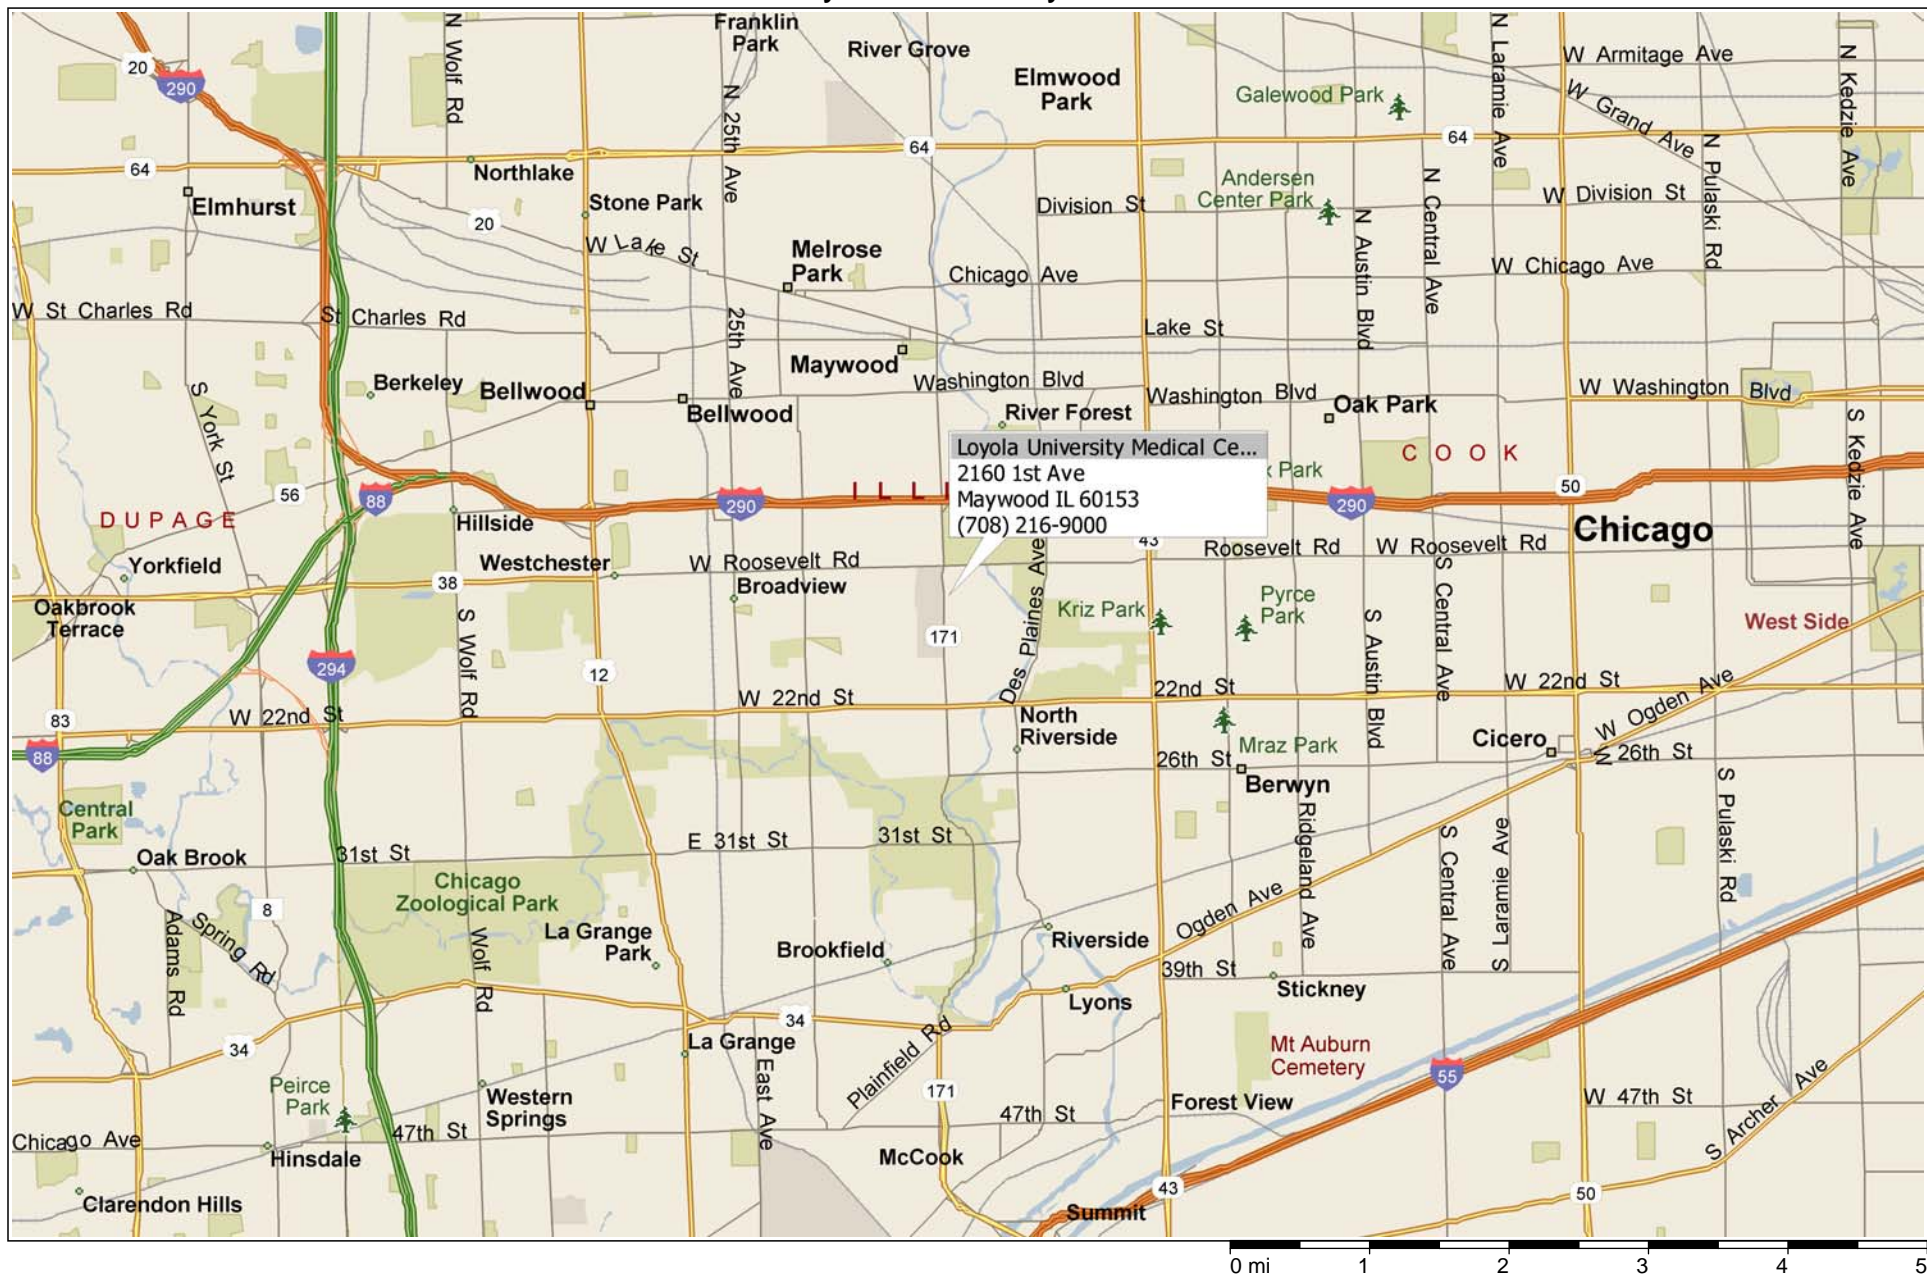 Franklin
Park
River Grove
Elmwood
Park
N Wolf Rd
N 25th Ave
N Laramie Ave
W Armitage Ave
N Kedzie Ave
20
290
Galewood Park
W Grand Ave
64
64
64
N Pulaski Rd
Northlake
Elmhurst
Stone Park
20
W Lake St
Melrose
Park
Andersen
Center Park
Division St
W Division St
N Central Ave
N Austin Blvd
Chicago Ave
W Chicago Ave
W St Charles Rd
St Charles Rd
25th Ave
Lake St
Maywood
Berkeley
Bellwood
Bellwood
Washington Blvd
Washington Blvd
W Washington Blvd
River Forest
Oak Park
S York St
S Kedzie Ave
Loyola University Medical Ce...
2160 1st Ave
Maywood IL 60153
(708) 216-9000
x Park
COOK
56
88
290
ILLI
290
50
DUPAGE
Hillside
Chicago
43
Yorkfield
Westchester
W Roosevelt Rd
Roosevelt Rd
W Roosevelt Rd
38
Broadview
Oakbrook
Terrace
Kriz Park
Pyrce
Park
West Side
S Wolf Rd
171
Des Plaines Ave
S Austin Blvd
S Central Ave
294
12
W 22nd St
22nd St
W 22nd St
83
W 22nd St
North
Riverside
W Ogden Ave
88
Mraz Park
Cicero
26th St
N
26th St
Berwyn
Central
Park
Ridgeland Ave
S Central Ave
S Laramie Ave
S Pulaski Rd
Oak Brook
31st St
E 31st St
31st St
Chicago
Zoological Park
8
Adams Rd
Spring Rd
Wolf Rd
La Grange
Park
Brookfield
Riverside
Ogden Ave
39th St
Stickney
Lyons
34
34
La Grange
Plainfield Rd
Mt Auburn
Cemetery
55
Peirce
Park
Western
Springs
East Ave
171
47th St
Forest View
W 47th St
S Archer Ave
Chicago Ave
47th St
Hinsdale
McCook
43
50
Clarendon Hills
Summit
0 mi 1 2 3 4 5